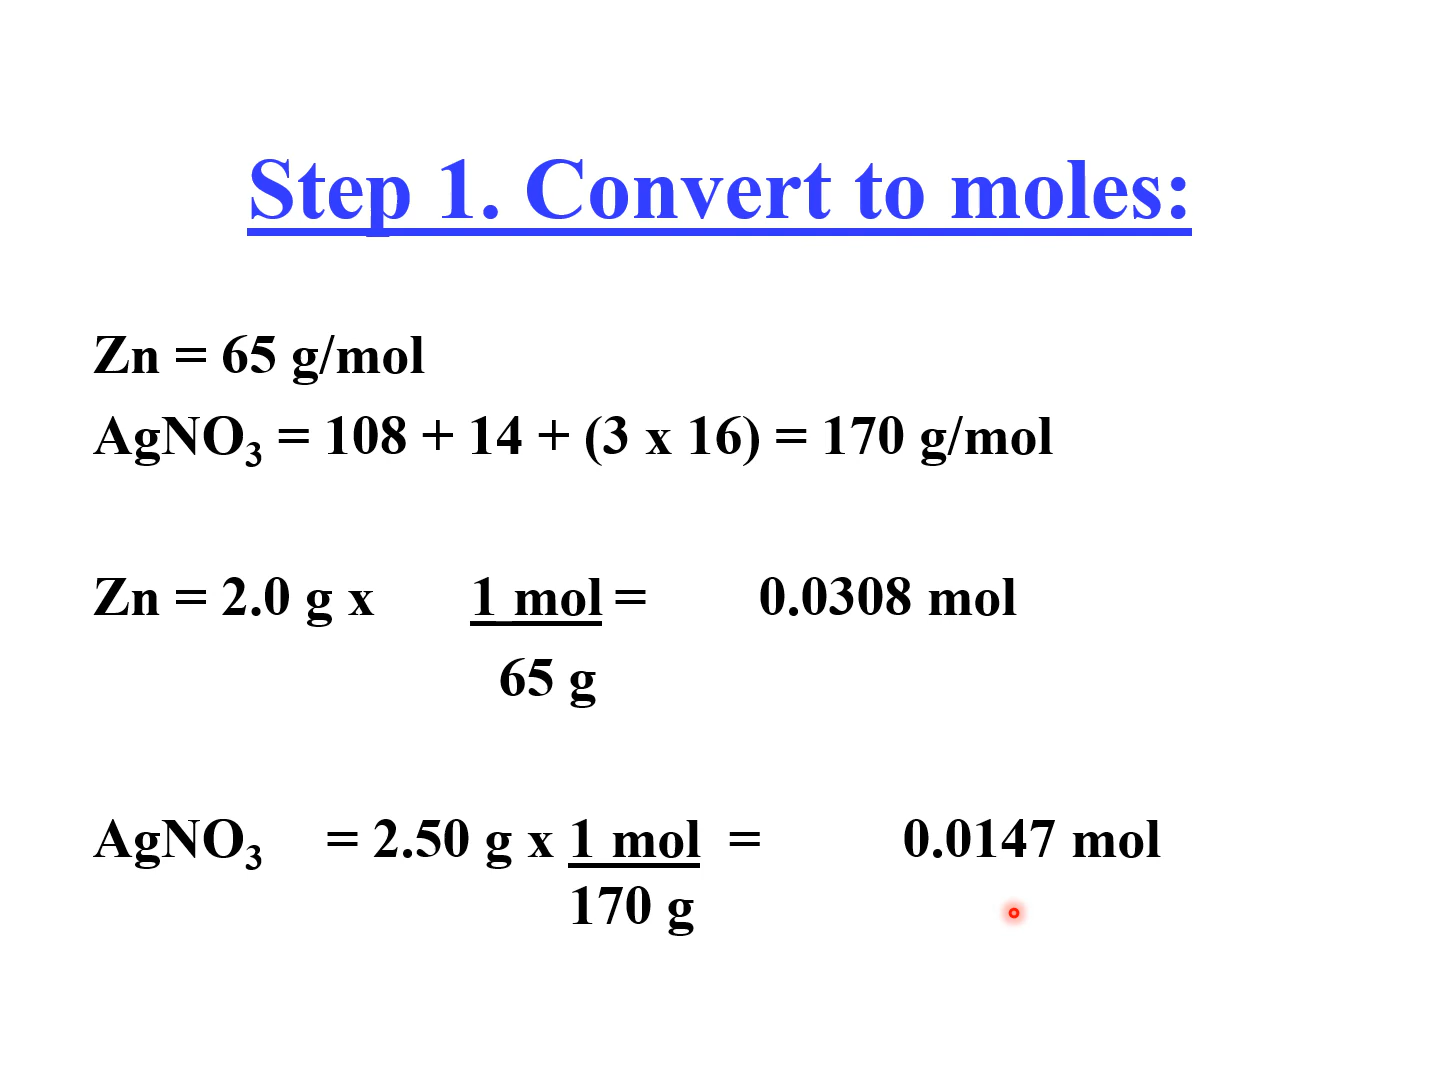 Step 1. Convert to moles:
Zn = 65 g/mol
AgNO₃ = 108 + 14 + (3 x 16) = 170 g/mol
Zn = 2.0 g x 1 mol = 0.0308 mol
65 g
AgNO₃ = 2.50 g x 1 mol = 0.0147 mol
170 g